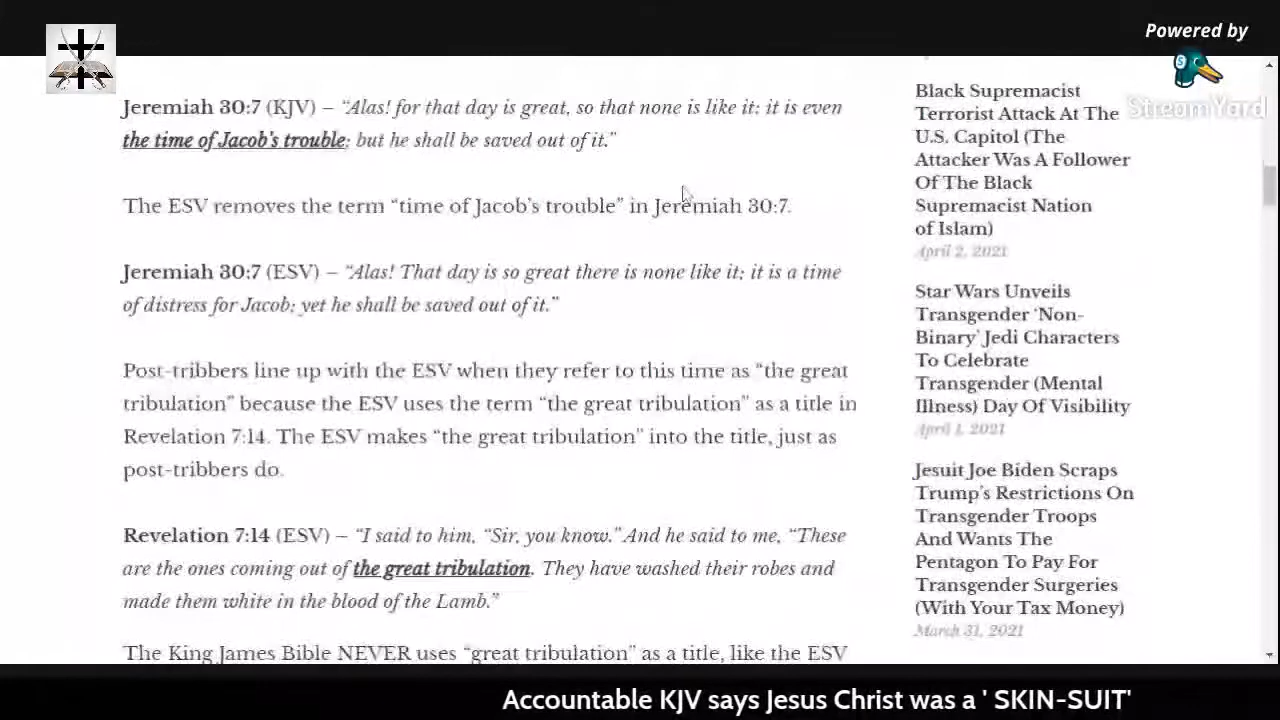 Powered by
StreamYard
Jeremiah 30:7 (KJV) – “Alas! for that day is great, so that none is like it: it is even
the time of Jacob's trouble; but he shall be saved out of it.”
The ESV removes the term “time of Jacob's trouble” in Jeremiah 30:7.
Jeremiah 30:7 (ESV) – “Alas! That day is so great there is none like it; it is a time
of distress for Jacob; yet he shall be saved out of it.”
Post-tribbers line up with the ESV when they refer to this time as “the great
tribulation” because the ESV uses the term “the great tribulation” as a title in
Revelation 7:14. The ESV makes “the great tribulation” into the title, just as
post-tribbers do.
Revelation 7:14 (ESV) – “I said to him, “Sir, you know.”And he said to me, “These
are the ones coming out of the great tribulation. They have washed their robes and
made them white in the blood of the Lamb.”
The King James Bible NEVER uses “great tribulation” as a title, like the ESV
Black Supremacist
Terrorist Attack At The
U.S. Capitol (The
Attacker Was A Follower
Of The Black
Supremacist Nation
of Islam)
April 2, 2021
Star Wars Unveils
Transgender ‘Non-
Binary’ Jedi Characters
To Celebrate
Transgender (Mental
Illness) Day Of Visibility
April 1, 2021
Jesuit Joe Biden Scraps
Trump's Restrictions On
Transgender Troops
And Wants The
Pentagon To Pay For
Transgender Surgeries
(With Your Tax Money)
March 31, 2021
Accountable KJV says Jesus Christ was a ' SKIN-SUIT'